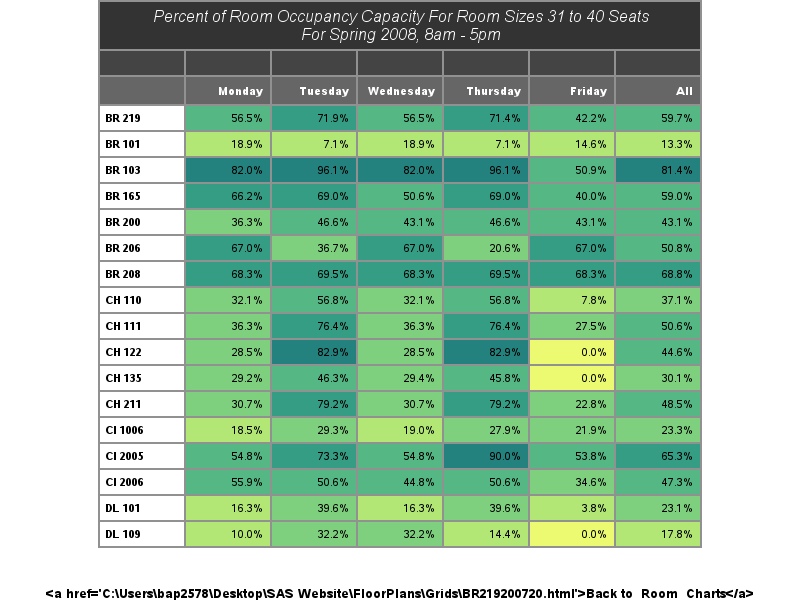 Percent of Room Occupancy Capacity For Room Sizes 31 to 40 Seats
For Spring 2008, 8am - 5pm
Monday Tuesday Wednesday Thursday Friday All
BR 219 56.5% 71.9% 56.5% 71.4% 42.2% 59.7%
BR 101 18.9% 7.1% 18.9% 7.1% 14.6% 13.3%
BR 103 82.0% 96.1% 82.0% 96.1% 50.9% 81.4%
BR 165 66.2% 69.0% 50.6% 69.0% 40.0% 59.0%
BR 200 36.3% 46.6% 43.1% 46.6% 43.1% 43.1%
BR 206 67.0% 36.7% 67.0% 20.6% 67.0% 50.8%
BR 208 68.3% 69.5% 68.3% 69.5% 68.3% 68.8%
CH 110 32.1% 56.8% 32.1% 56.8% 7.8% 37.1%
CH 111 36.3% 76.4% 36.3% 76.4% 27.5% 50.6%
CH 122 28.5% 82.9% 28.5% 82.9% 0.0% 44.6%
CH 135 29.2% 46.3% 29.4% 45.8% 0.0% 30.1%
CH 211 30.7% 79.2% 30.7% 79.2% 22.8% 48.5%
CI 1006 18.5% 29.3% 19.0% 27.9% 21.9% 23.3%
CI 2005 54.8% 73.3% 54.8% 90.0% 53.8% 65.3%
CI 2006 55.9% 50.6% 44.8% 50.6% 34.6% 47.3%
DL 101 16.3% 39.6% 16.3% 39.6% 3.8% 23.1%
DL 109 10.0% 32.2% 32.2% 14.4% 0.0% 17.8%
<a href='C:\Users\bap2578\Desktop\SAS Website\FloorPlans\Grids\BR219200720.html'>Back to Room Charts</a>